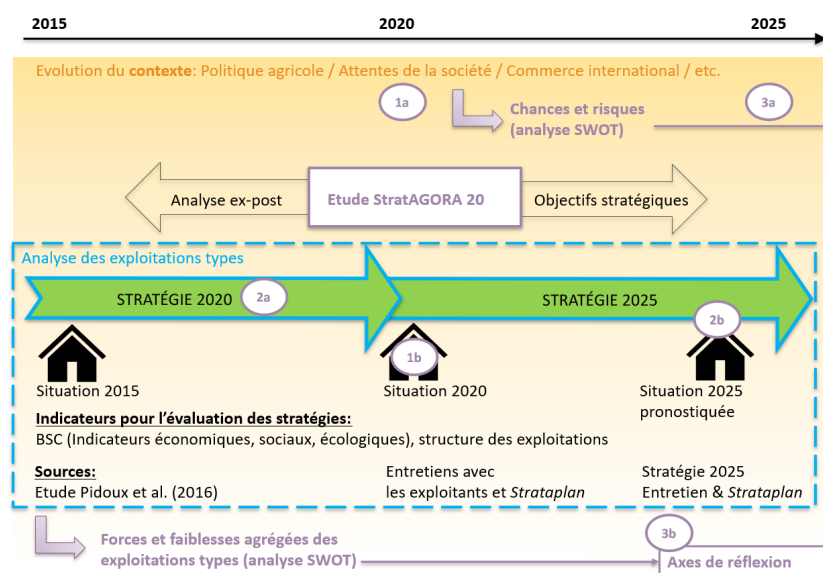 2015 2020 2025
Evolution du contexte: Politique agricole / Attentes de la société / Commerce international / etc.
1a
3a
Chances et risques
(analyse SWOT)
Analyse ex-post
Etude StratAGORA 20
Objectifs stratégiques
Analyse des exploitations types
STRATÉGIE 2020
2a
STRATÉGIE 2025
2b
1b
Situation 2015
Situation 2020
Situation 2025
pronostiquée
Indicateurs pour l'évaluation des stratégies:
BSC (Indicateurs économiques, sociaux, écologiques), structure des exploitations
Sources:
Etude Pidoux et al. (2016)
Entretiens avec
les exploitants et Strataplan
Stratégie 2025
Entretien & Strataplan
Forces et faiblesses agrégées des
exploitations types (analyse SWOT)
3b
Axes de réflexion